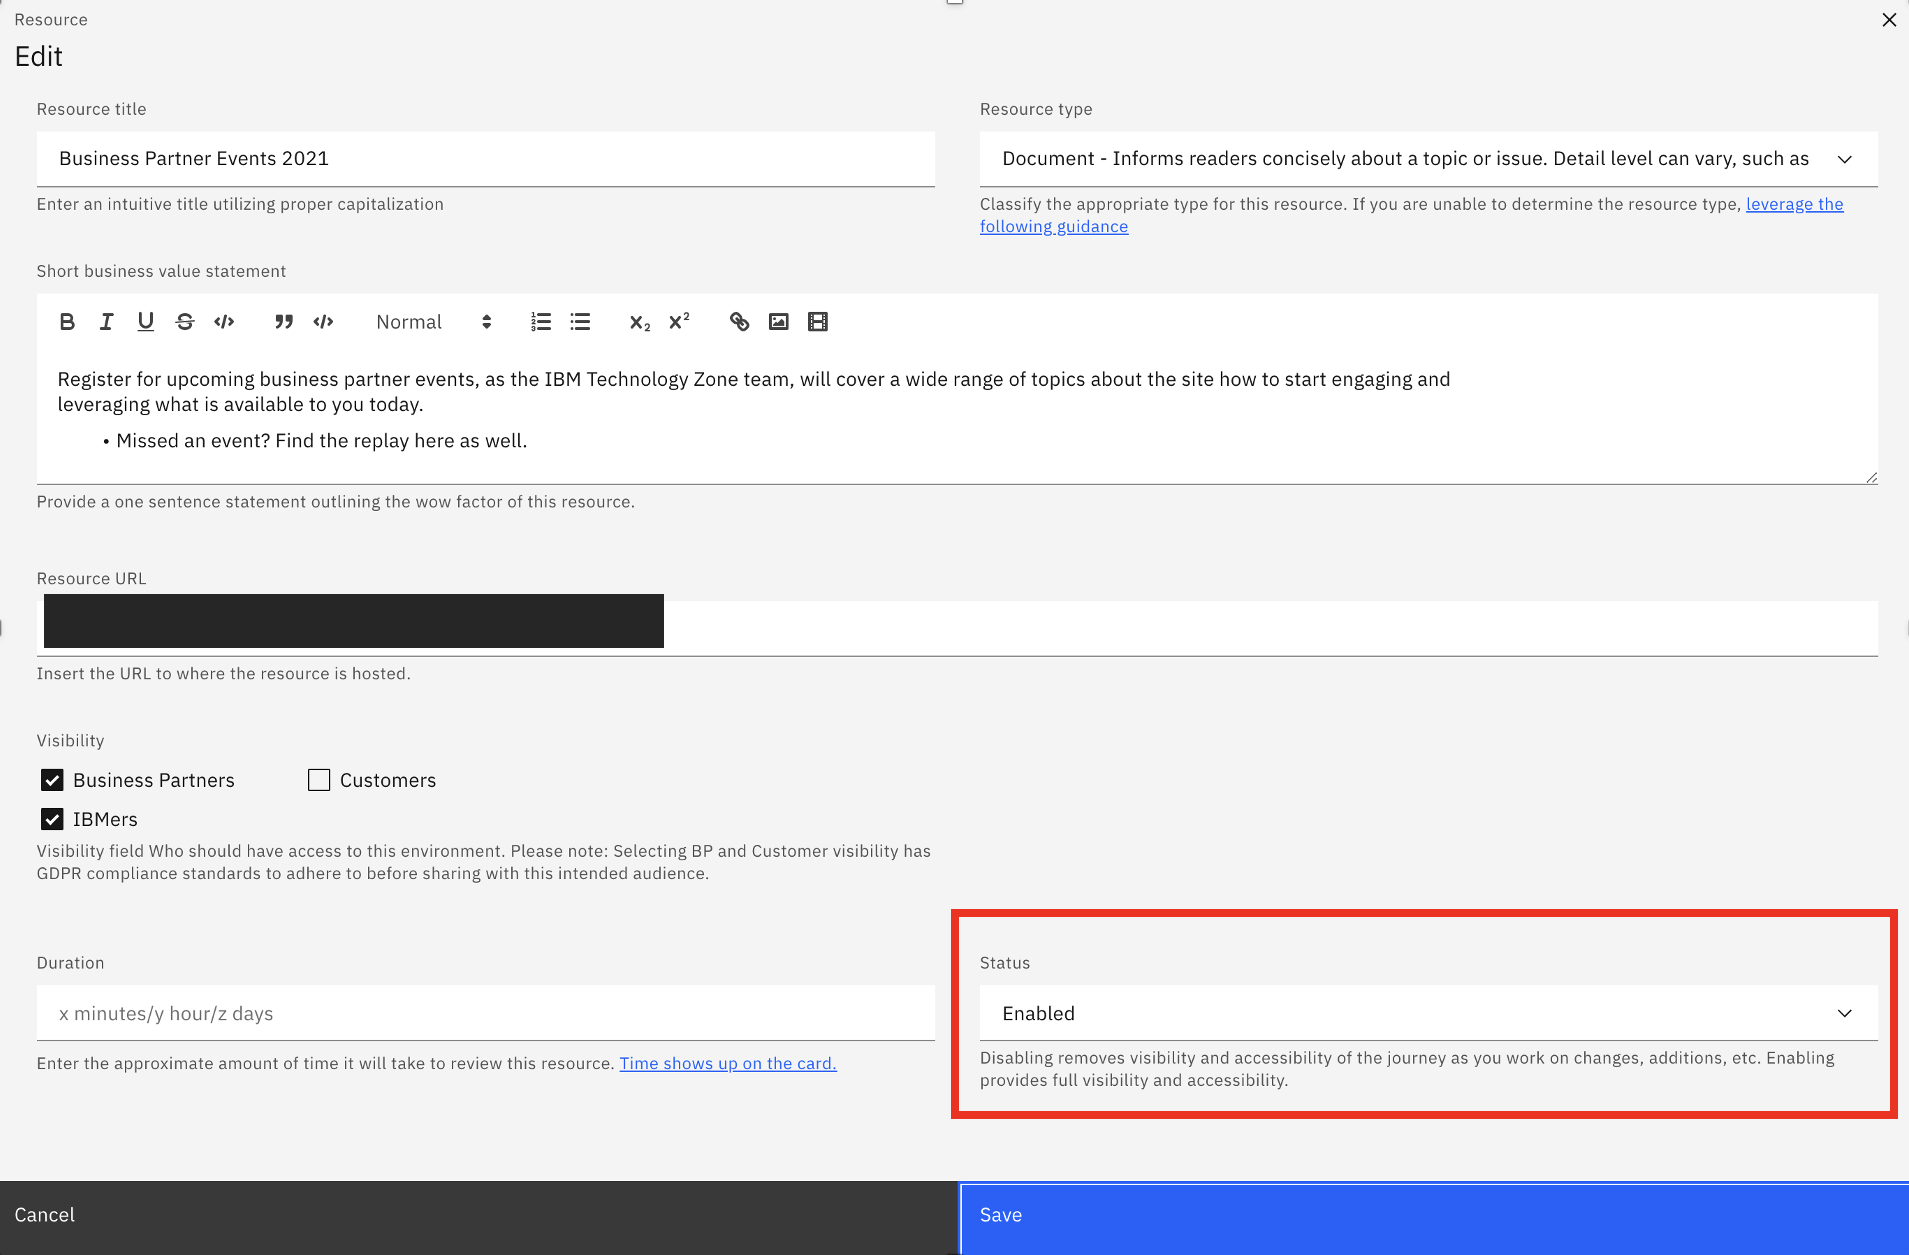 Resource
Edit
Resource title
Business Partner Events 2021
Enter an intuitive title utilizing proper capitalization
Resource type
Document - Informs readers concisely about a topic or issue. Detail level can vary, such as
Classify the appropriate type for this resource. If you are unable to determine the resource type, leverage the
following guidance
Short business value statement
Normal
Register for upcoming business partner events, as the IBM Technology Zone team, will cover a wide range of topics about the site how to start engaging and
leveraging what is available to you today.
• Missed an event? Find the replay here as well.
Provide a one sentence statement outlining the wow factor of this resource.
Resource URL
Insert the URL to where the resource is hosted.
Visibility
Business Partners
Customers
IBMers
Visibility field Who should have access to this environment. Please note: Selecting BP and Customer visibility has
GDPR compliance standards to adhere to before sharing with this intended audience.
Duration
x minutes/y hour/z days
Enter the approximate amount of time it will take to review this resource. Time shows up on the card.
Status
Enabled
Disabling removes visibility and accessibility of the journey as you work on changes, additions, etc. Enabling
provides full visibility and accessibility.
Cancel
Save